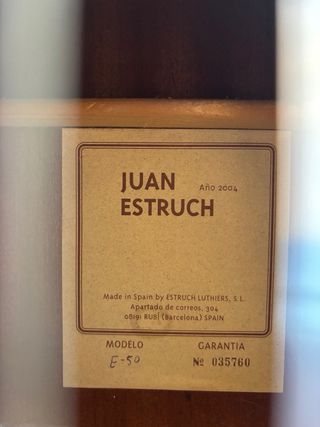 JUAN Año 2004
ESTRUCH
Made in Spain by ESTRUCH LUTHIERS, S.L.
Apartado de correos, 304
08191 RUBÍ (Barcelona) SPAIN
MODELO GARANTIA
E-50 Nº 035760